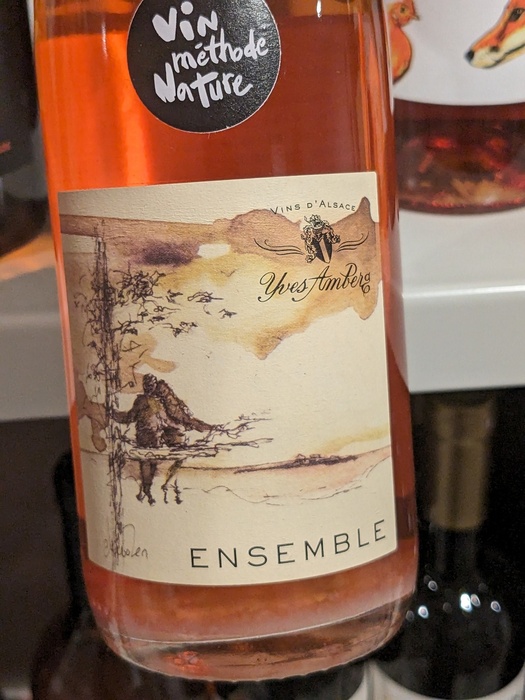 Vin
méthode
Nature
VINS D'ALSACE
Yves Amberg
ENSEMBLE